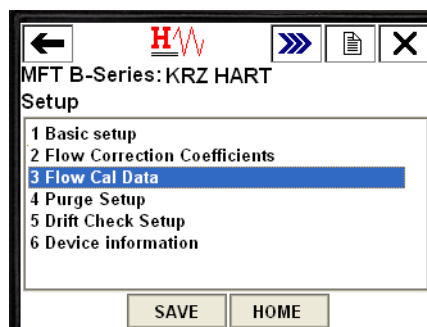 H
MFT B-Series: KRZ HART
Setup
1 Basic setup
2 Flow Correction Coefficients
3 Flow Cal Data
4 Purge Setup
5 Drift Check Setup
6 Device information
SAVE HOME